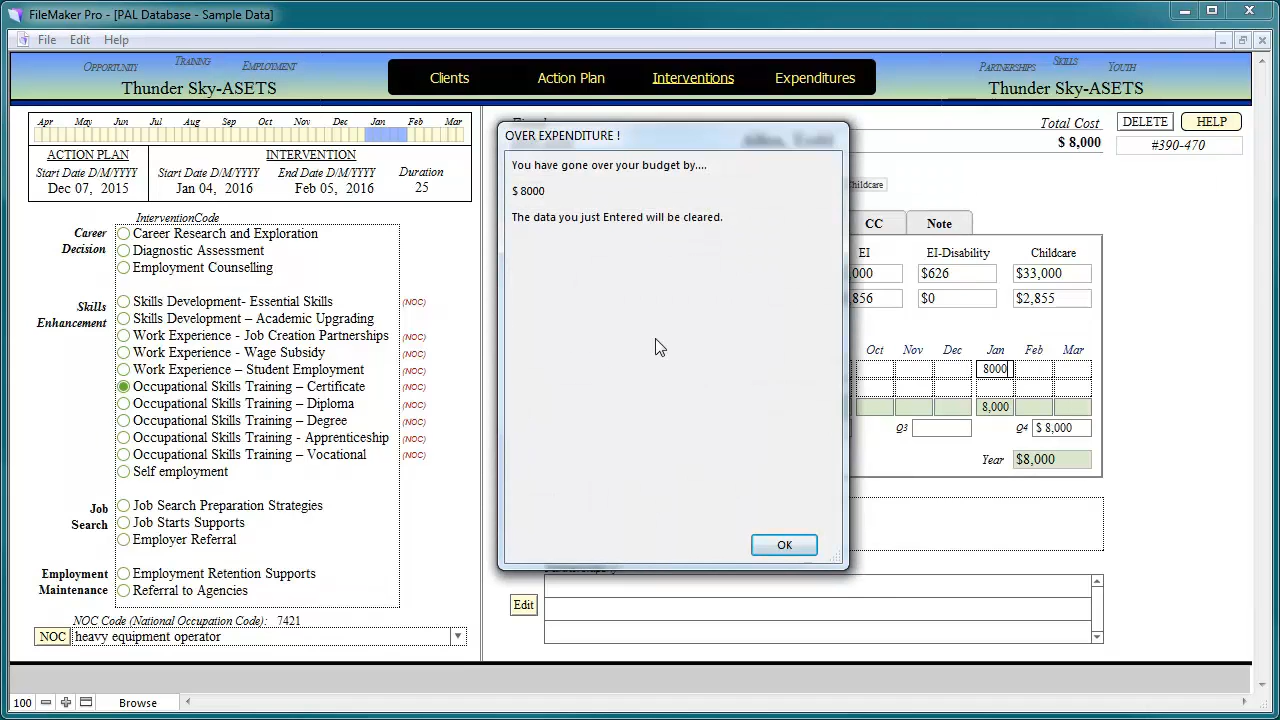 FileMaker Pro - [PAL Database - Sample Data]
File Edit Help
OPPORTUNITY TRAINING EMPLOYMENT
Thunder Sky-ASETS
Clients Action Plan Interventions Expenditures
PARTNERSHIPS SKILLS YOUTH
Thunder Sky-ASETS
Apr May Jun Jul Aug Sep Oct Nov Dec Jan Feb Mar
ACTION PLAN INTERVENTION
Start Date D/M/YYYY Start Date D/M/YYYY End Date D/M/YYYY Duration
Dec 07, 2015 Jan 04, 2016 Feb 05, 2016 25
InterventionCode
Career Decision
Career Research and Exploration
Diagnostic Assessment
Employment Counselling
Skills Enhancement
Skills Development- Essential Skills (NOC)
Skills Development – Academic Upgrading
Work Experience - Job Creation Partnerships (NOC)
Work Experience - Wage Subsidy (NOC)
Work Experience – Student Employment (NOC)
Occupational Skills Training – Certificate (NOC)
Occupational Skills Training – Diploma (NOC)
Occupational Skills Training – Degree (NOC)
Occupational Skills Training - Apprenticeship (NOC)
Occupational Skills Training – Vocational (NOC)
Self employment
Job Search
Job Search Preparation Strategies
Job Starts Supports
Employer Referral
Employment Maintenance
Employment Retention Supports
Referral to Agencies
NOC Code (National Occupation Code): 7421
NOC heavy equipment operator
OVER EXPENDITURE !
You have gone over your budget by....
$ 8000
The data you just Entered will be cleared.
OK
Total Cost DELETE HELP
$ 8,000 #390-470
Childcare
CC Note
EI EI-Disability Childcare
,000 $626 $33,000
,856 $0 $2,855
Oct Nov Dec Jan Feb Mar
8000
8,000
Q3 Q4 $ 8,000
Year $8,000
Edit
100 Browse